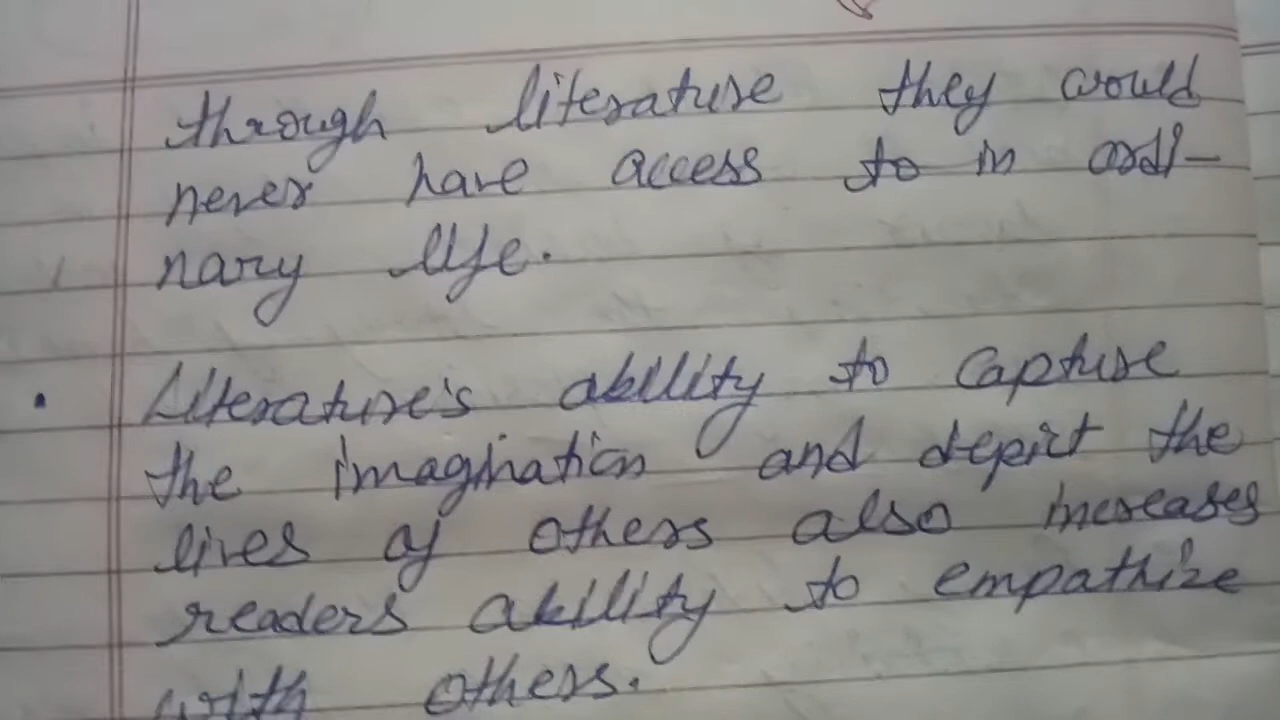 through literature they would
never have access to in ordi-
nary life.
• Literature's ability to capture
the imagination and depict the
lives of others also increases
readers ability to empathize
with others.